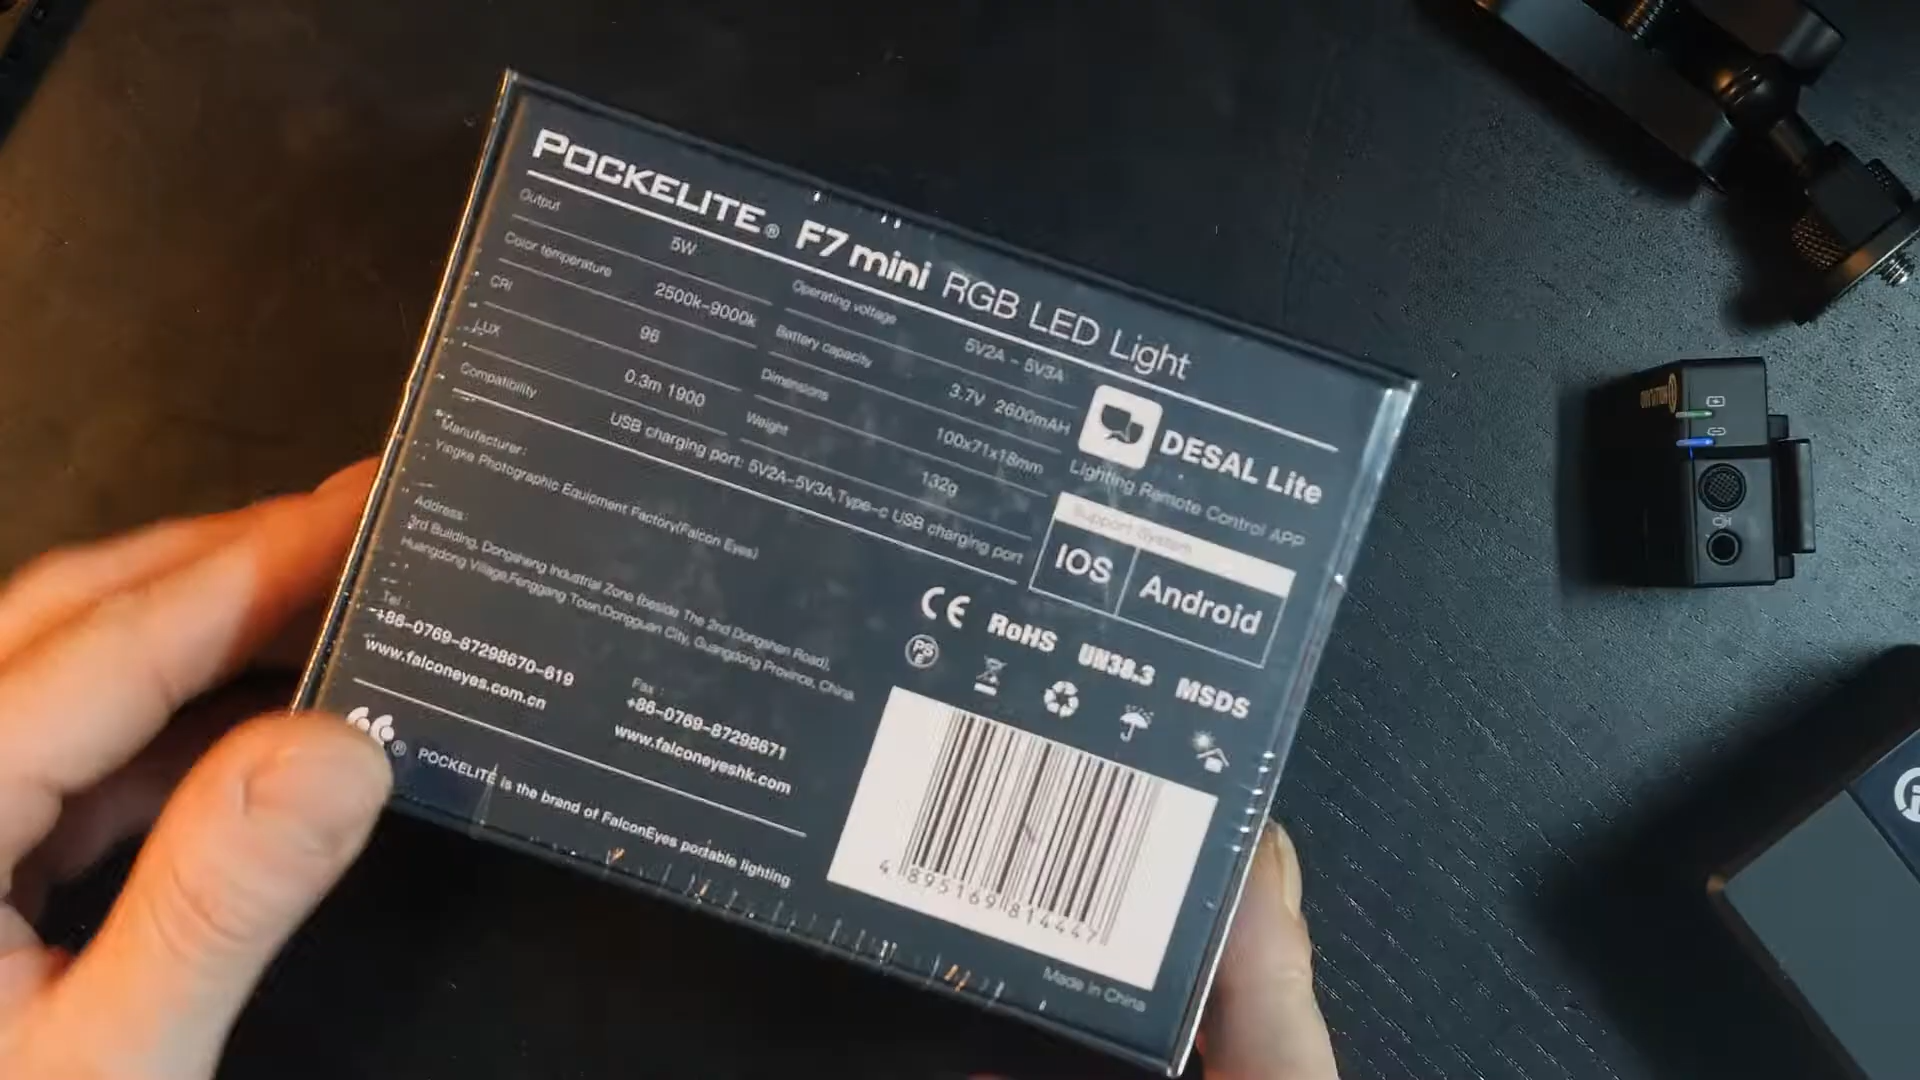 POCKELITE® F7 mini RGB LED Light
Output 5W
Color temperature 2500k-9000k
CRI 96
LUX 0.3m 1900
Compatibility USB charging port: 5V2A-5V3A,Type-c USB charging port
Operating voltage 5V2A - 5V3A
Battery capacity 3.7V 2600mAH
Dimensions 100x71x18mm
Weight 132g
DESAL Lite
Lighting Remote Control APP
Support System
IOS Android
Manufacturer:
Yingke Photographic Equipment Factory(Falcon Eyes)
Address:
3rd Building, Dongsheng Industrial Zone (beside The 2nd Dongshen Road),
Huangdong Village,Fenggang Town,Dongguan City, Guangdong Province, China.
Tel :
+86-0769-87298670-619
www.falconeyes.com.cn
Fax :
+86-0769-87298671
www.falconeyeshk.com
® POCKELITE is the brand of FalconEyes portable lighting
CE RoHS UN38.3 MSDS
PS
E
4 895169 814447
Made in China